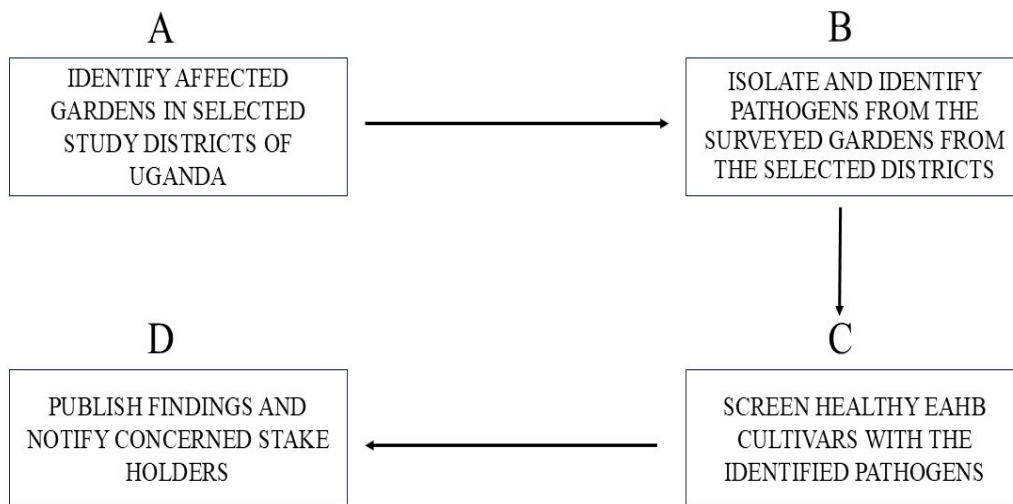 A
IDENTIFY AFFECTED
GARDENS IN SELECTED
STUDY DISTRICTS OF
UGANDA
B
ISOLATE AND IDENTIFY
PATHOGENS FROM THE
SURVEYED GARDENS FROM
THE SELECTED DISTRICTS
C
SCREEN HEALTHY EAHB
CULTIVARS WITH THE
IDENTIFIED PATHOGENS
D
PUBLISH FINDINGS AND
NOTIFY CONCERNED STAKE
HOLDERS